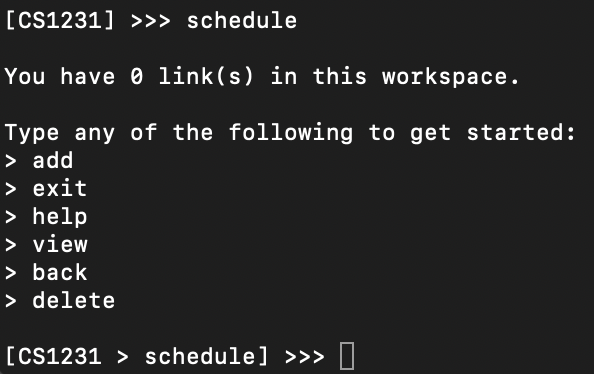 [CS1231] >>> schedule
You have 0 link(s) in this workspace.
Type any of the following to get started:
> add
> exit
> help
> view
> back
> delete
[CS1231 > schedule] >>>